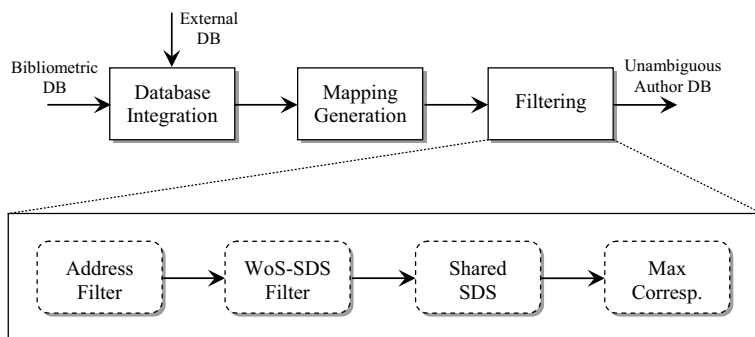 External
DB
Bibliometric
DB
Database
Integration
Mapping
Generation
Filtering
Unambiguous
Author DB
Address
Filter
WoS-SDS
Filter
Shared
SDS
Max
Corresp.